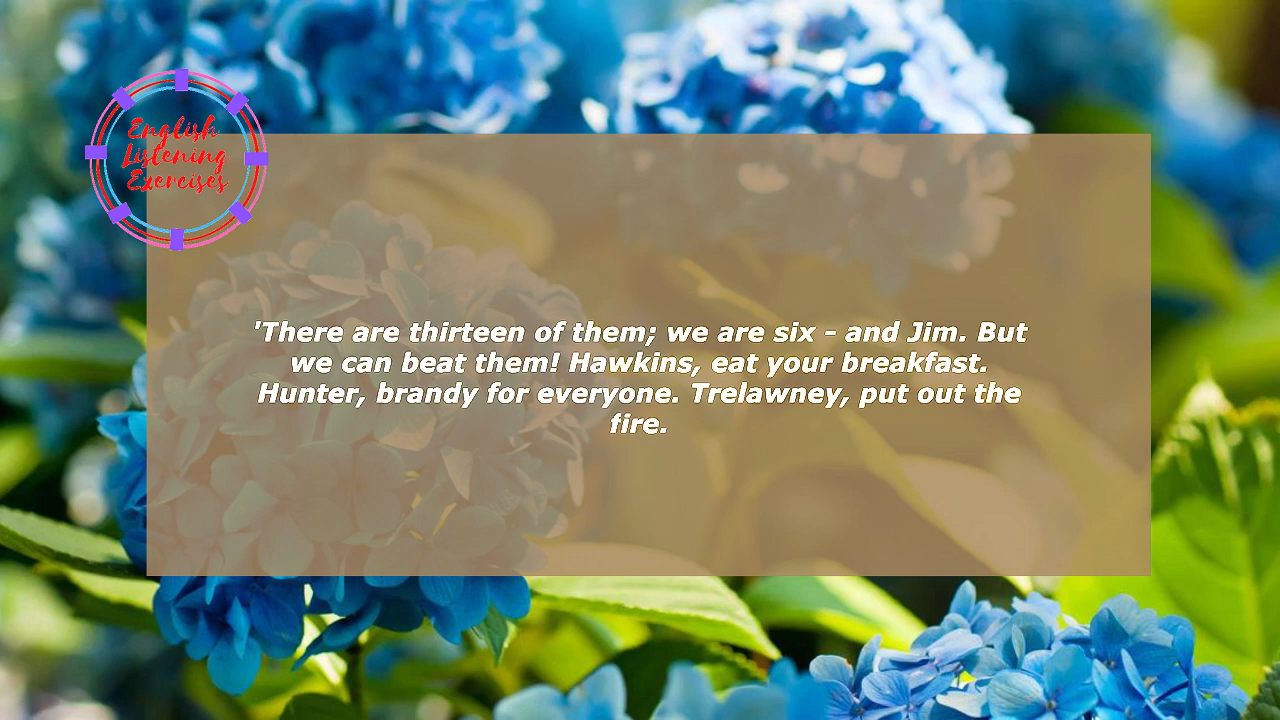 English
Listening
Exercises
'There are thirteen of them; we are six - and Jim. But
we can beat them! Hawkins, eat your breakfast.
Hunter, brandy for everyone. Trelawney, put out the
fire.